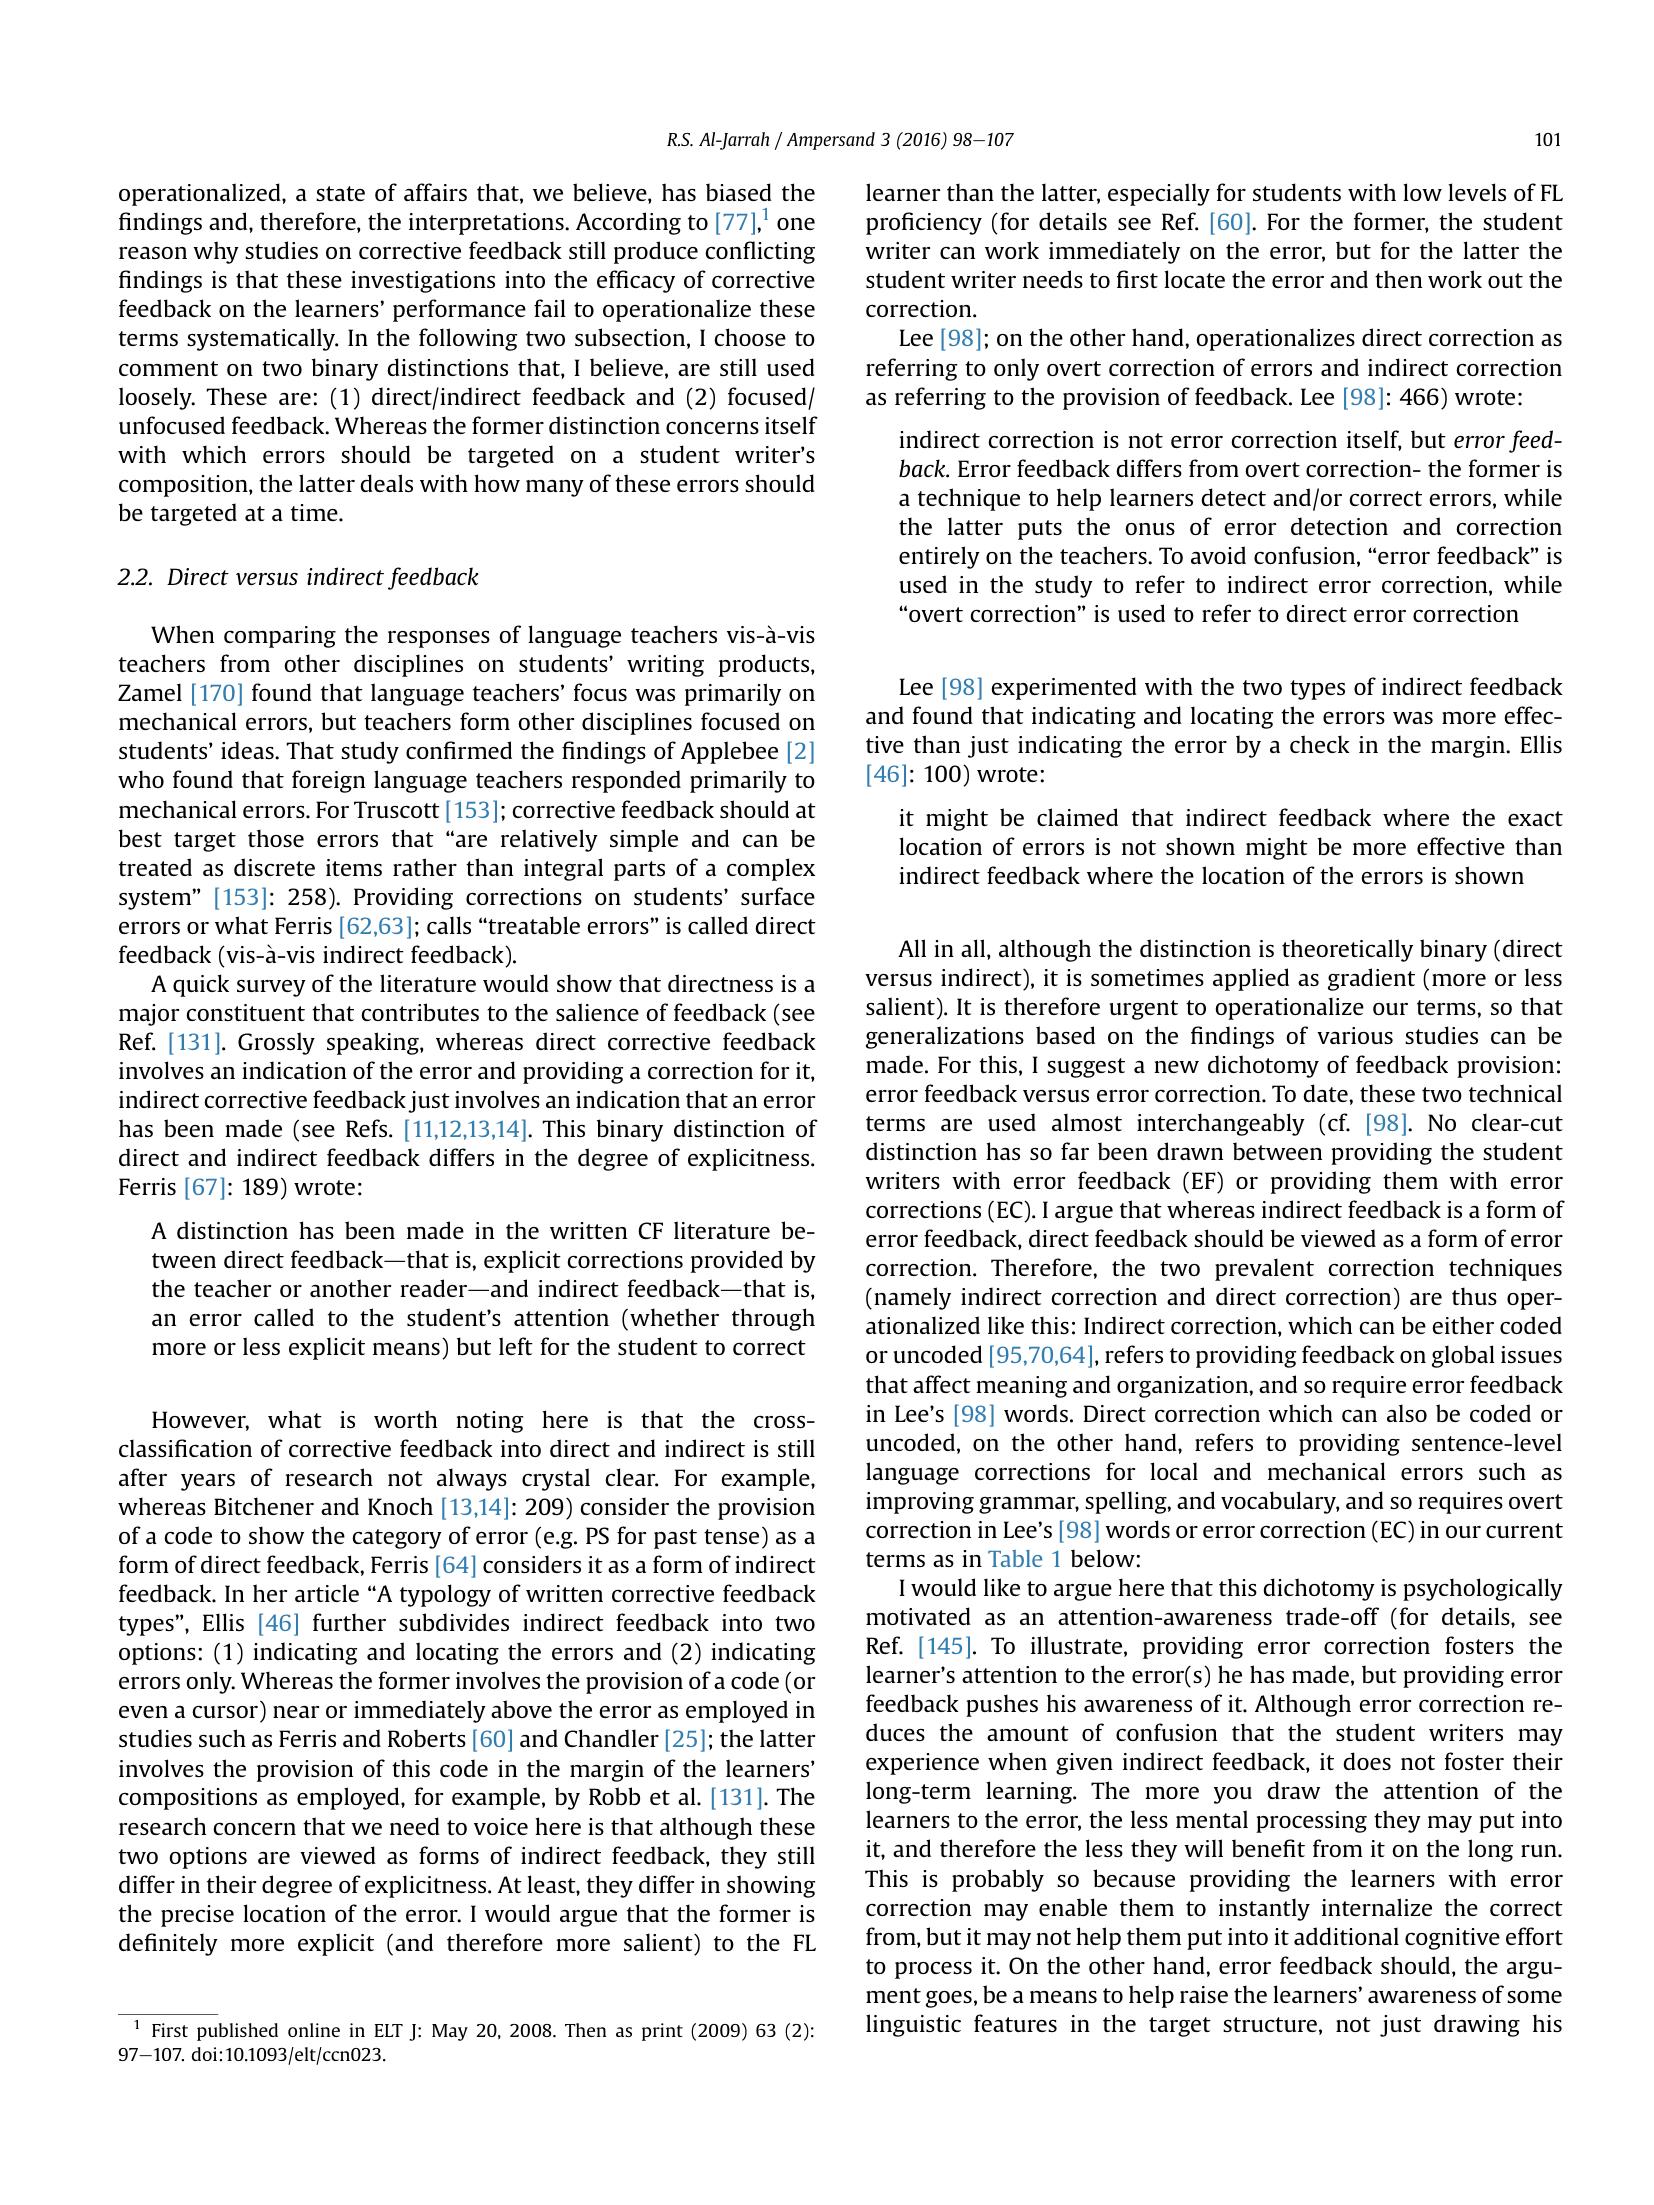 R.S. Al-Jarrah / Ampersand 3 (2016) 98–107
101
operationalized, a state of affairs that, we believe, has biased the
findings and, therefore, the interpretations. According to [77],1 one
reason why studies on corrective feedback still produce conflicting
findings is that these investigations into the efficacy of corrective
feedback on the learners' performance fail to operationalize these
terms systematically. In the following two subsection, I choose to
comment on two binary distinctions that, I believe, are still used
loosely. These are: (1) direct/indirect feedback and (2) focused/
unfocused feedback. Whereas the former distinction concerns itself
with which errors should be targeted on a student writer's
composition, the latter deals with how many of these errors should
be targeted at a time.
2.2. Direct versus indirect feedback
When comparing the responses of language teachers vis-à-vis
teachers from other disciplines on students' writing products,
Zamel [170] found that language teachers' focus was primarily on
mechanical errors, but teachers form other disciplines focused on
students' ideas. That study confirmed the findings of Applebee [2]
who found that foreign language teachers responded primarily to
mechanical errors. For Truscott [153]; corrective feedback should at
best target those errors that “are relatively simple and can be
treated as discrete items rather than integral parts of a complex
system” [153]: 258). Providing corrections on students' surface
errors or what Ferris [62,63]; calls “treatable errors” is called direct
feedback (vis-à-vis indirect feedback).
A quick survey of the literature would show that directness is a
major constituent that contributes to the salience of feedback (see
Ref. [131]. Grossly speaking, whereas direct corrective feedback
involves an indication of the error and providing a correction for it,
indirect corrective feedback just involves an indication that an error
has been made (see Refs. [11,12,13,14]. This binary distinction of
direct and indirect feedback differs in the degree of explicitness.
Ferris [67]: 189) wrote:
A distinction has been made in the written CF literature be-
tween direct feedback—that is, explicit corrections provided by
the teacher or another reader—and indirect feedback—that is,
an error called to the student's attention (whether through
more or less explicit means) but left for the student to correct
However, what is worth noting here is that the cross-
classification of corrective feedback into direct and indirect is still
after years of research not always crystal clear. For example,
whereas Bitchener and Knoch [13,14]: 209) consider the provision
of a code to show the category of error (e.g. PS for past tense) as a
form of direct feedback, Ferris [64] considers it as a form of indirect
feedback. In her article “A typology of written corrective feedback
types”, Ellis [46] further subdivides indirect feedback into two
options: (1) indicating and locating the errors and (2) indicating
errors only. Whereas the former involves the provision of a code (or
even a cursor) near or immediately above the error as employed in
studies such as Ferris and Roberts [60] and Chandler [25]; the latter
involves the provision of this code in the margin of the learners'
compositions as employed, for example, by Robb et al. [131]. The
research concern that we need to voice here is that although these
two options are viewed as forms of indirect feedback, they still
differ in their degree of explicitness. At least, they differ in showing
the precise location of the error. I would argue that the former is
definitely more explicit (and therefore more salient) to the FL
1 First published online in ELT J: May 20, 2008. Then as print (2009) 63 (2):
97–107. doi:10.1093/elt/ccn023.
learner than the latter, especially for students with low levels of FL
proficiency (for details see Ref. [60]. For the former, the student
writer can work immediately on the error, but for the latter the
student writer needs to first locate the error and then work out the
correction.
Lee [98]; on the other hand, operationalizes direct correction as
referring to only overt correction of errors and indirect correction
as referring to the provision of feedback. Lee [98]: 466) wrote:
indirect correction is not error correction itself, but error feed-
back. Error feedback differs from overt correction- the former is
a technique to help learners detect and/or correct errors, while
the latter puts the onus of error detection and correction
entirely on the teachers. To avoid confusion, “error feedback” is
used in the study to refer to indirect error correction, while
“overt correction” is used to refer to direct error correction
Lee [98] experimented with the two types of indirect feedback
and found that indicating and locating the errors was more effec-
tive than just indicating the error by a check in the margin. Ellis
[46]: 100) wrote:
it might be claimed that indirect feedback where the exact
location of errors is not shown might be more effective than
indirect feedback where the location of the errors is shown
All in all, although the distinction is theoretically binary (direct
versus indirect), it is sometimes applied as gradient (more or less
salient). It is therefore urgent to operationalize our terms, so that
generalizations based on the findings of various studies can be
made. For this, I suggest a new dichotomy of feedback provision:
error feedback versus error correction. To date, these two technical
terms are used almost interchangeably (cf. [98]. No clear-cut
distinction has so far been drawn between providing the student
writers with error feedback (EF) or providing them with error
corrections (EC). I argue that whereas indirect feedback is a form of
error feedback, direct feedback should be viewed as a form of error
correction. Therefore, the two prevalent correction techniques
(namely indirect correction and direct correction) are thus oper-
ationalized like this: Indirect correction, which can be either coded
or uncoded [95,70,64], refers to providing feedback on global issues
that affect meaning and organization, and so require error feedback
in Lee's [98] words. Direct correction which can also be coded or
uncoded, on the other hand, refers to providing sentence-level
language corrections for local and mechanical errors such as
improving grammar, spelling, and vocabulary, and so requires overt
correction in Lee's [98] words or error correction (EC) in our current
terms as in Table 1 below:
I would like to argue here that this dichotomy is psychologically
motivated as an attention-awareness trade-off (for details, see
Ref. [145]. To illustrate, providing error correction fosters the
learner's attention to the error(s) he has made, but providing error
feedback pushes his awareness of it. Although error correction re-
duces the amount of confusion that the student writers may
experience when given indirect feedback, it does not foster their
long-term learning. The more you draw the attention of the
learners to the error, the less mental processing they may put into
it, and therefore the less they will benefit from it on the long run.
This is probably so because providing the learners with error
correction may enable them to instantly internalize the correct
from, but it may not help them put into it additional cognitive effort
to process it. On the other hand, error feedback should, the argu-
ment goes, be a means to help raise the learners' awareness of some
linguistic features in the target structure, not just drawing his